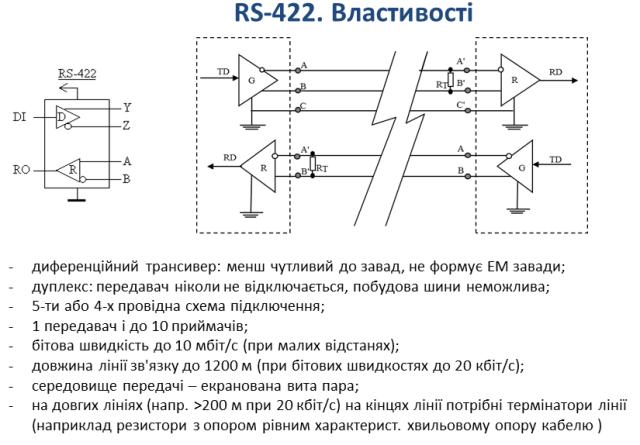 RS-422. Властивості
RS-422
DI
D
Y
Z
RO
R
A
B
TD
G
A
B
C
A'
RT
B'
C'
R
RD
RD
R
A'
B'
RT
A
B
G
TD
- диференційний трансивер: менш чутливий до завад, не формує ЕМ завади;
- дуплекс: передавач ніколи не відключається, побудова шини неможлива;
- 5-ти або 4-х провідна схема підключення;
- 1 передавач і до 10 приймачів;
- бітова швидкість до 10 мбіт/с (при малих відстанях);
- довжина лінії зв'язку до 1200 м (при бітових швидкостях до 20 кбіт/с);
- середовище передачі – екранована вита пара;
- на довгих лініях (напр. >200 м при 20 кбіт/с) на кінцях лінії потрібні термінатори лінії
(наприклад резистори з опором рівним характерист. хвильовому опору кабелю )